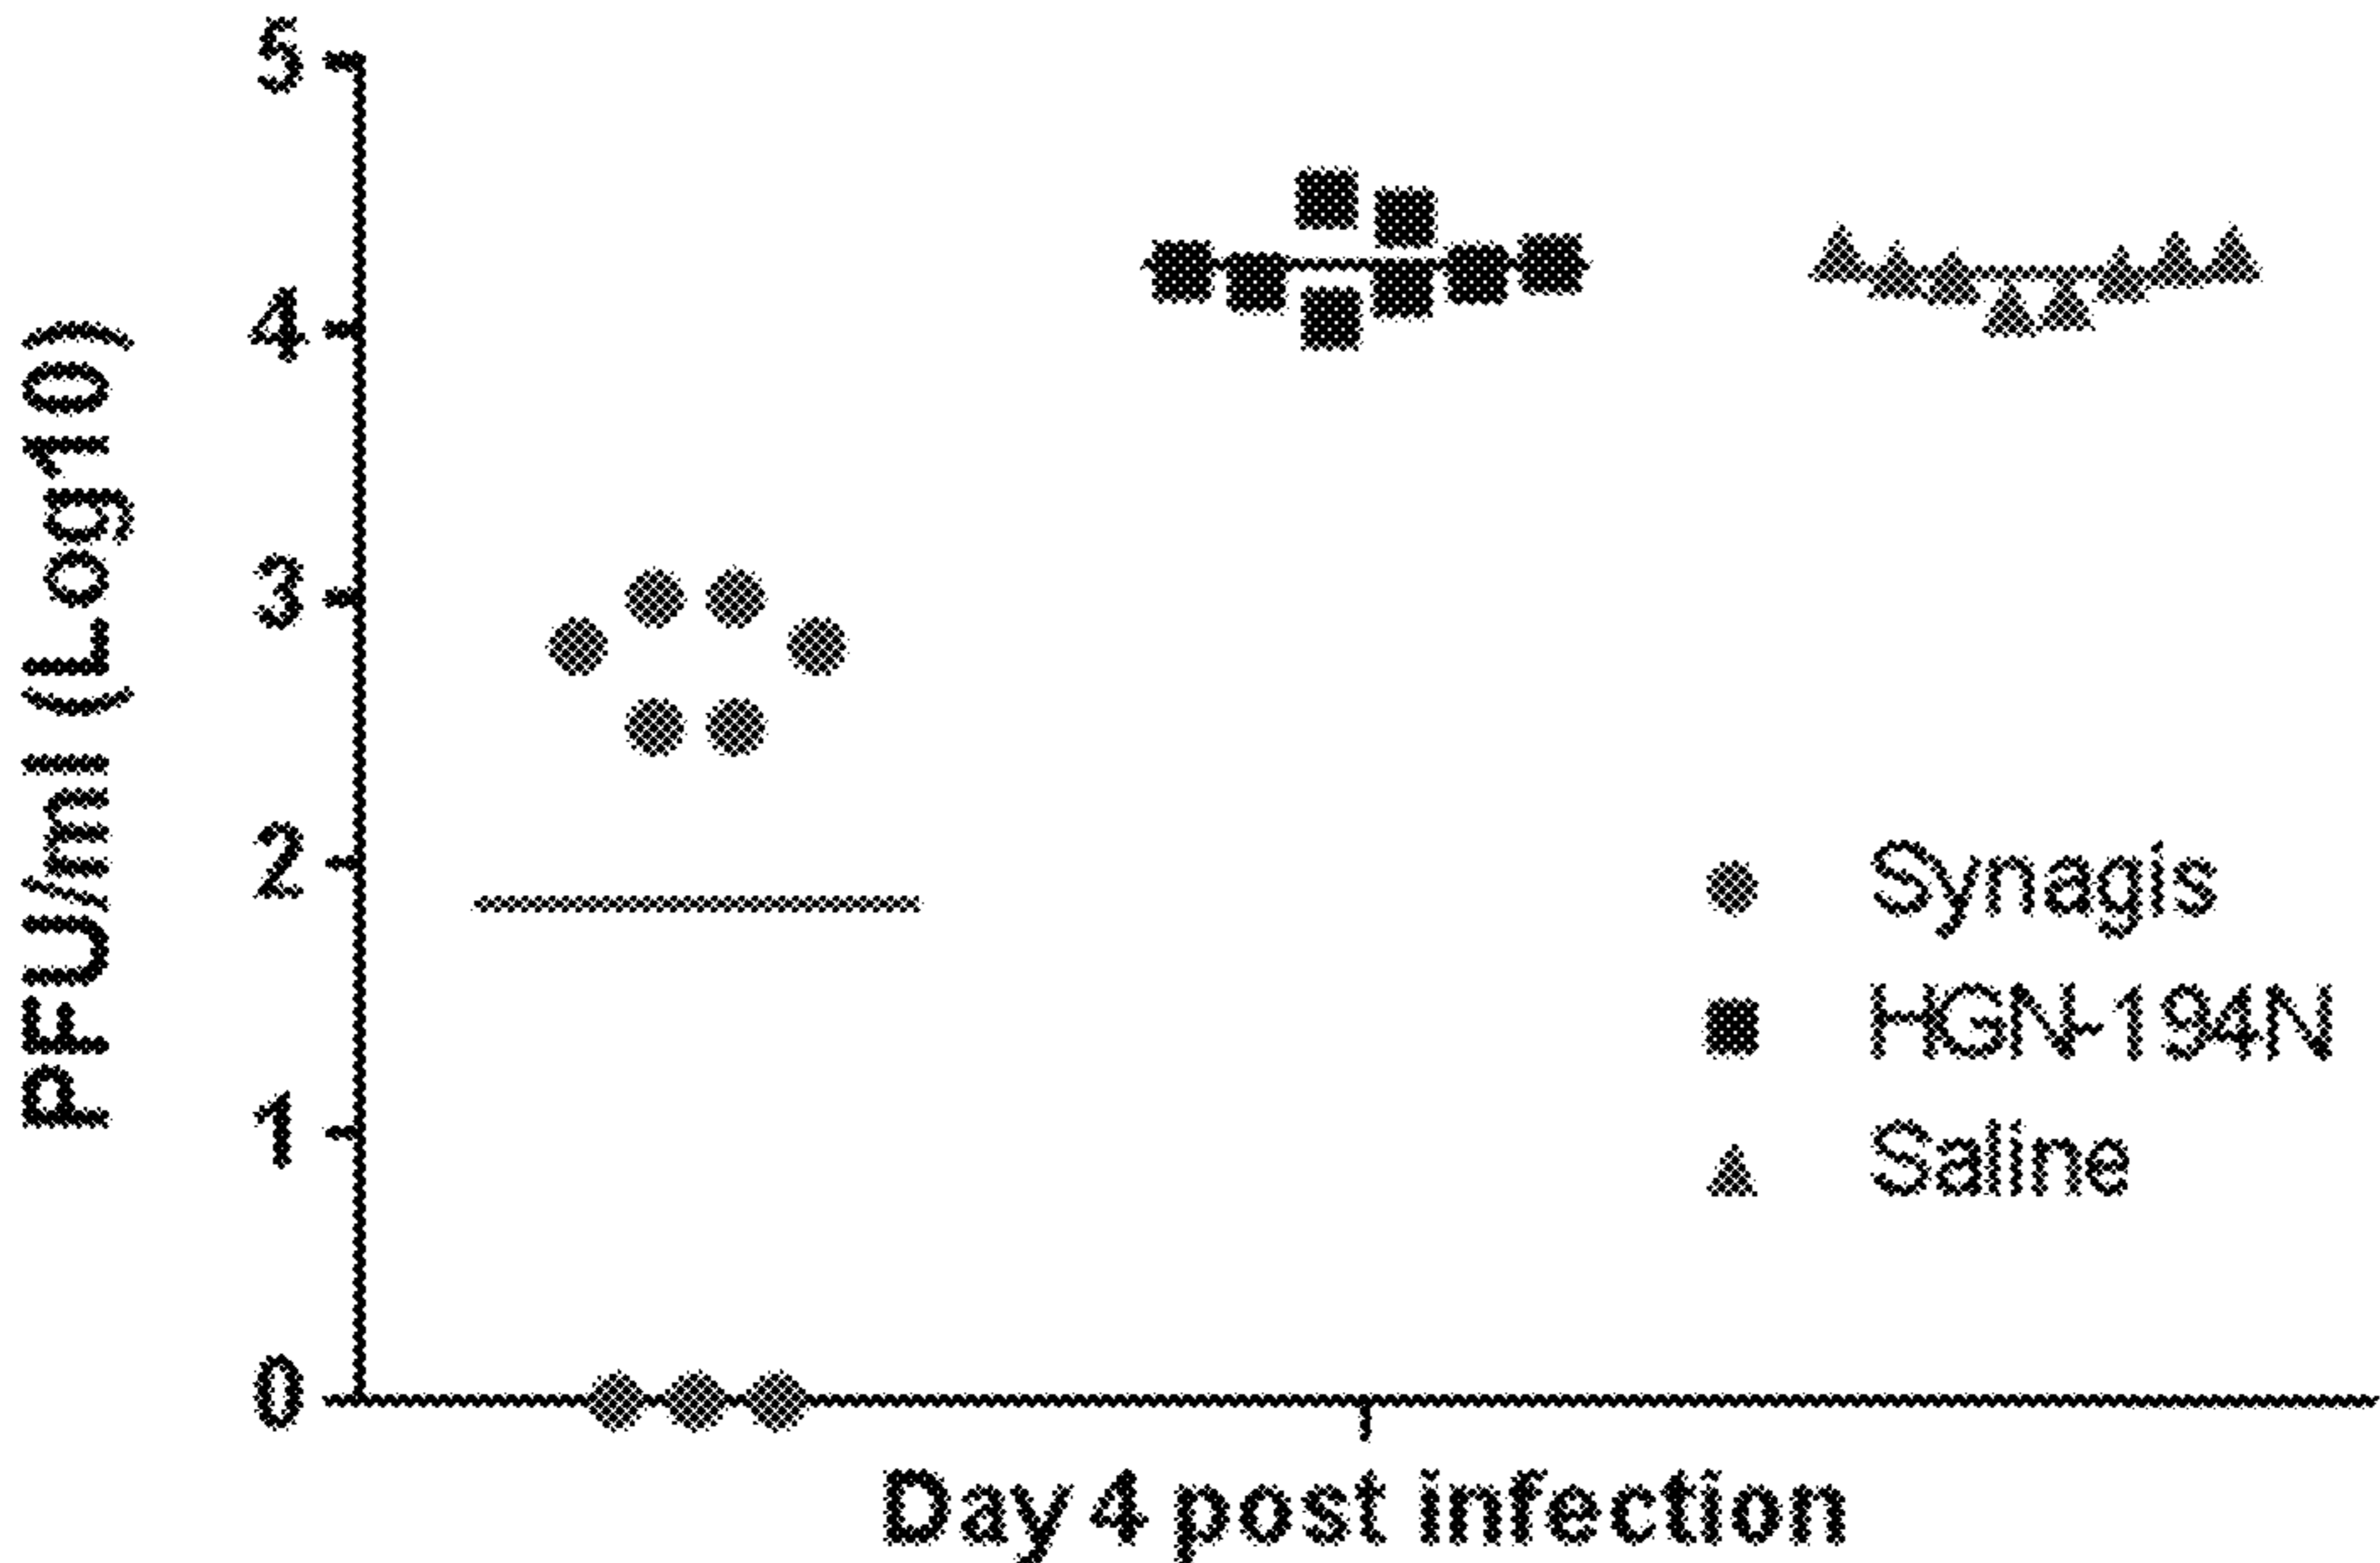 PFU/ml (Log10)
5
4
3
2
1
0
Synagis
HGN-194N
Saline
Day 4 post infection